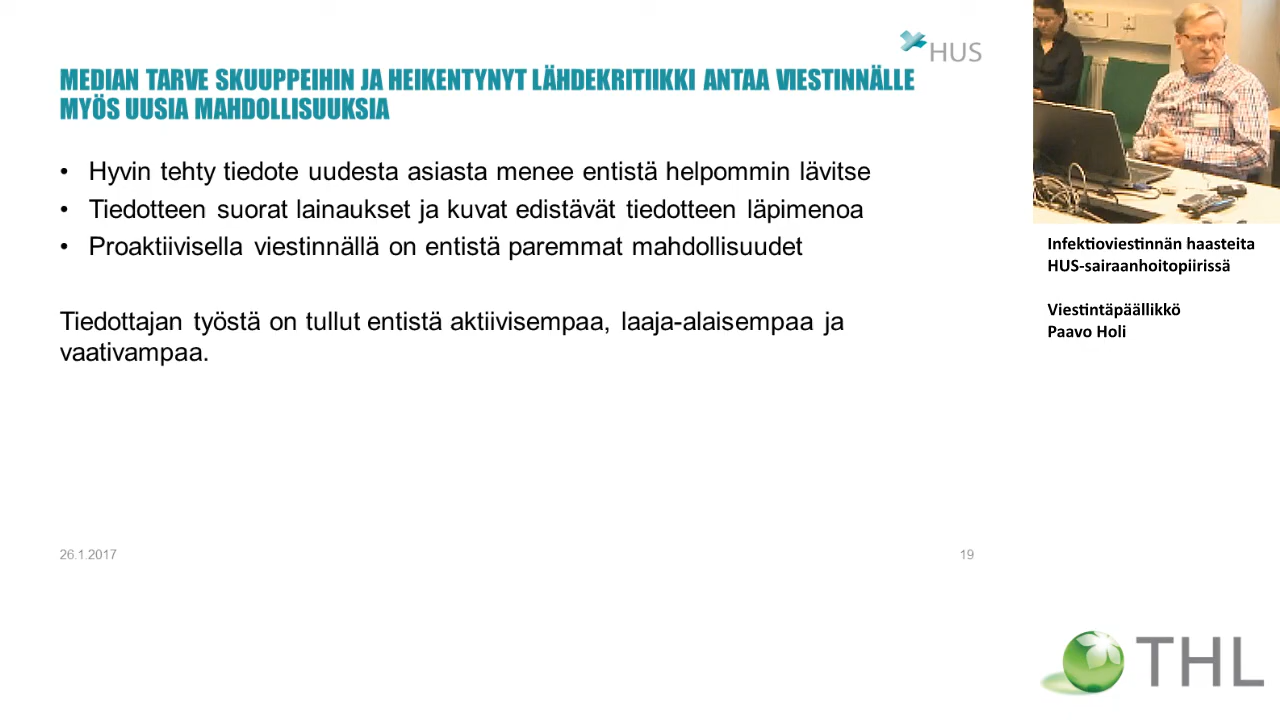 HUS
MEDIAN TARVE SKUUPPEIHIN JA HEIKENTYNYT LÄHDEKRITIIKKI ANTAA VIESTINNÄLLE
MYÖS UUSIA MAHDOLLISUUKSIA
• Hyvin tehty tiedote uudesta asiasta menee entistä helpommin lävitse
• Tiedotteen suorat lainaukset ja kuvat edistävät tiedotteen läpimenoa
• Proaktiivisella viestinnällä on entistä paremmat mahdollisuudet
Tiedottajan työstä on tullut entistä aktiivisempaa, laaja-alaisempaa ja
vaativampaa.
26.1.2017
19
Infektioviestinnän haasteita
HUS-sairaanhoitopiirissä
Viestintäpäällikkö
Paavo Holi
THL